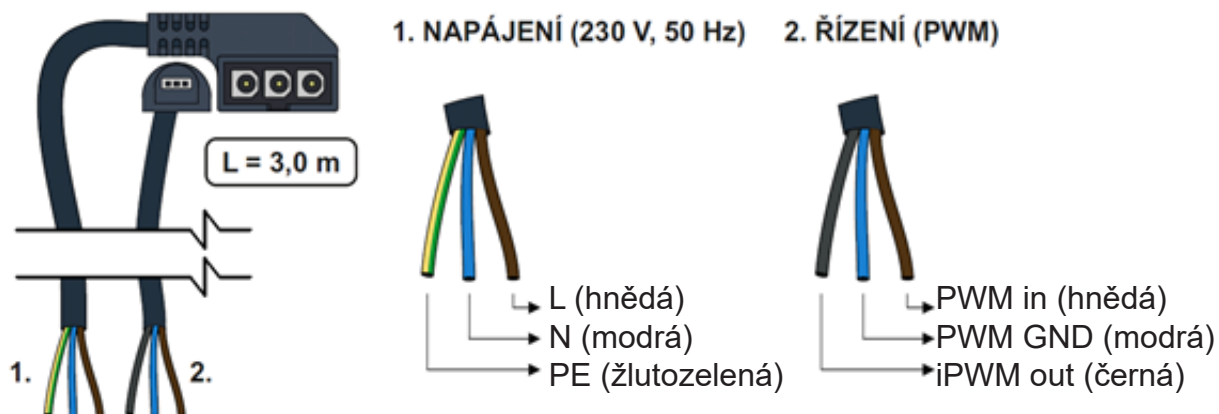 1. NAPÁJENÍ (230 V, 50 Hz)
2. ŘÍZENÍ (PWM)
L = 3,0 m
L (hnědá)
N (modrá)
PE (žlutozelená)
PWM in (hnědá)
PWM GND (modrá)
iPWM out (černá)
1.
2.